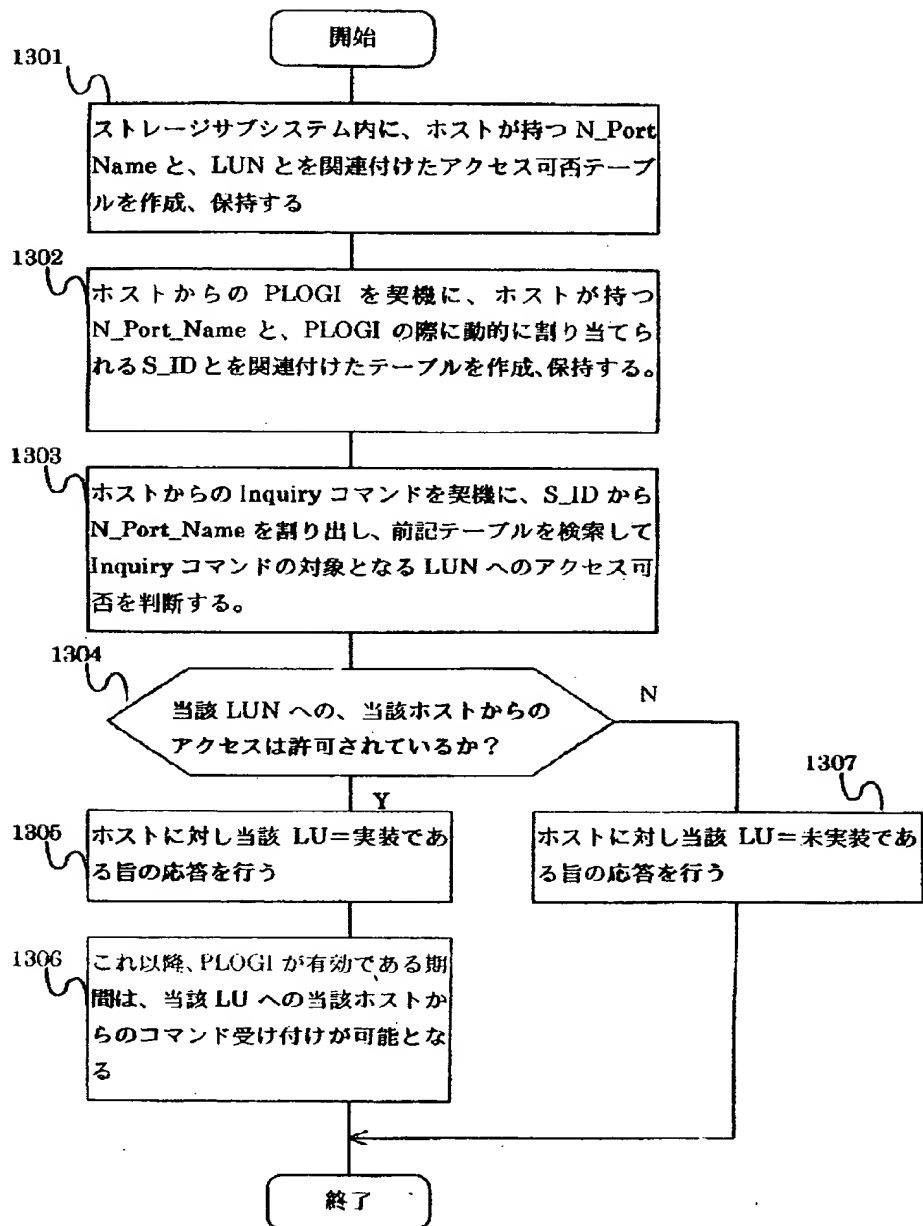 開始
1301
ストレージサブシステム内に、ホストが持つ N_Port
Name と、LUN とを関連付けたアクセス可否テーブ
ルを作成、保持する
1302
ホストからの PLOGI を契機に、ホストが持つ
N_Port_Name と、PLOGI の際に動的に割り当てら
れる S_ID とを関連付けたテーブルを作成、保持する。
1303
ホストからの Inquiry コマンドを契機に、S_ID から
N_Port_Name を割り出し、前記テーブルを検索して
Inquiry コマンドの対象となる LUN へのアクセス可
否を判断する。
1304
当該 LUN への、当該ホストからの
アクセスは許可されているか？
N
Y
1305
ホストに対し当該 LU＝実装であ
る旨の応答を行う
1307
ホストに対し当該 LU＝未実装であ
る旨の応答を行う
1306
これ以降、PLOGI が有効である期
間は、当該 LU への当該ホストか
らのコマンド受け付けが可能とな
る
終了